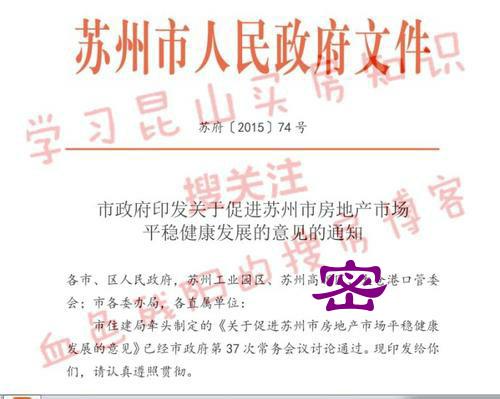 苏州市人民政府文件
学习昆山买房知识
苏府〔2015〕74 号
搜关注
市政府印发关于促进苏州市房地产市场
平稳健康发展的意见的通知
血色 由搜房博客
各市、区人民政府，苏州工业园区、苏州高 仓港口管委
密
会；市各委办局，各直属单位：
市住建局牵头制定的《关于促进苏州市房地产市场平稳健康
发展的意见》已经市政府第 37 次常务会议讨论通过。现印发给你
们，请认真遵照贯彻。